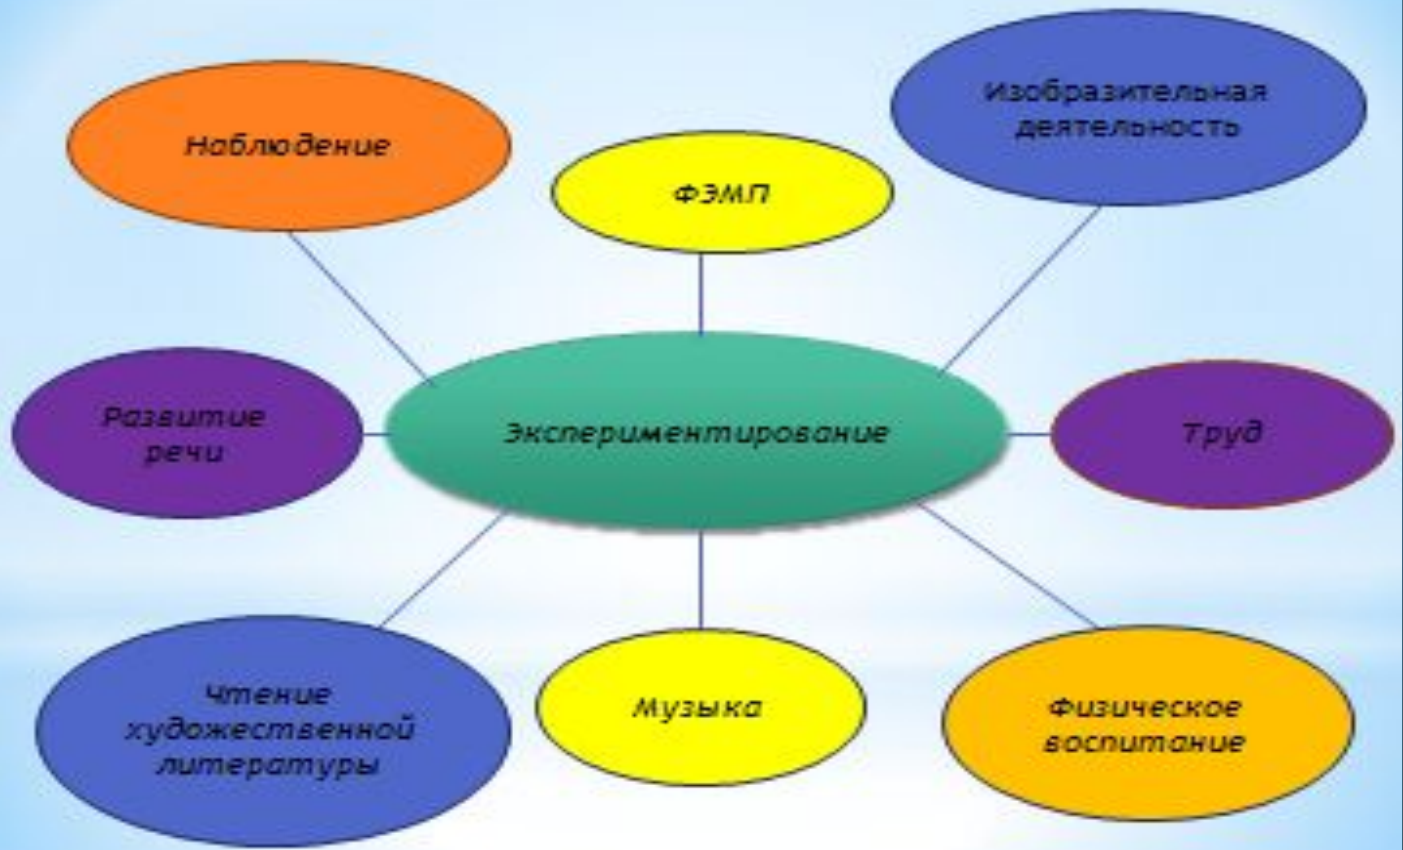 Наблюдение
ФЭМП
Изобразительная
деятельность
Развитие
речи
Экспериментирование
Труд
Чтение
художественной
литературы
Музыка
Физическое
воспитание